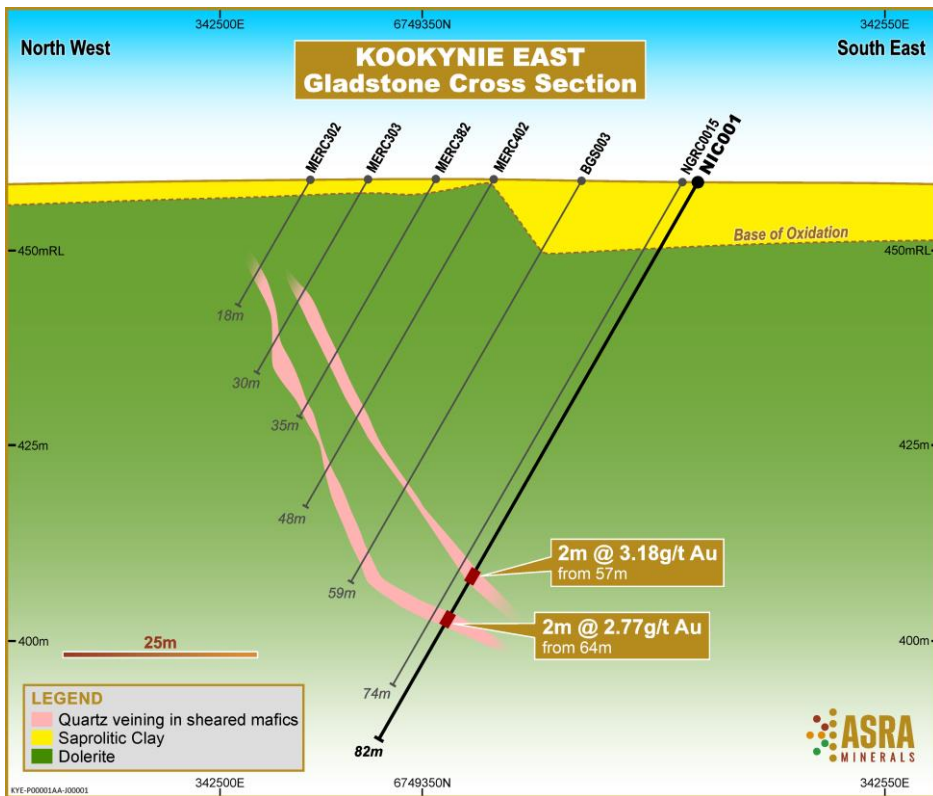 342500E
6749350N
342550E
North West
KOOKYNIE EAST
Gladstone Cross Section
South East
MERC302
MERC303
MERC382
MERC402
BGS003
NGRC0015
NIC001
Base of Oxidation
450mRL
450m
18m
30m
35m
425m
425m
48m
2m @ 3.18g/t Au
from 57m
59m
2m @ 2.77g/t Au
from 64m
400m
400m
25m
74m
82m
LEGEND
Quartz veining in sheared mafics
Saprolitic Clay
Dolerite
ASRA
MINERALS
342500E
6749350N
342550E
KYE-P00001AA-J00001